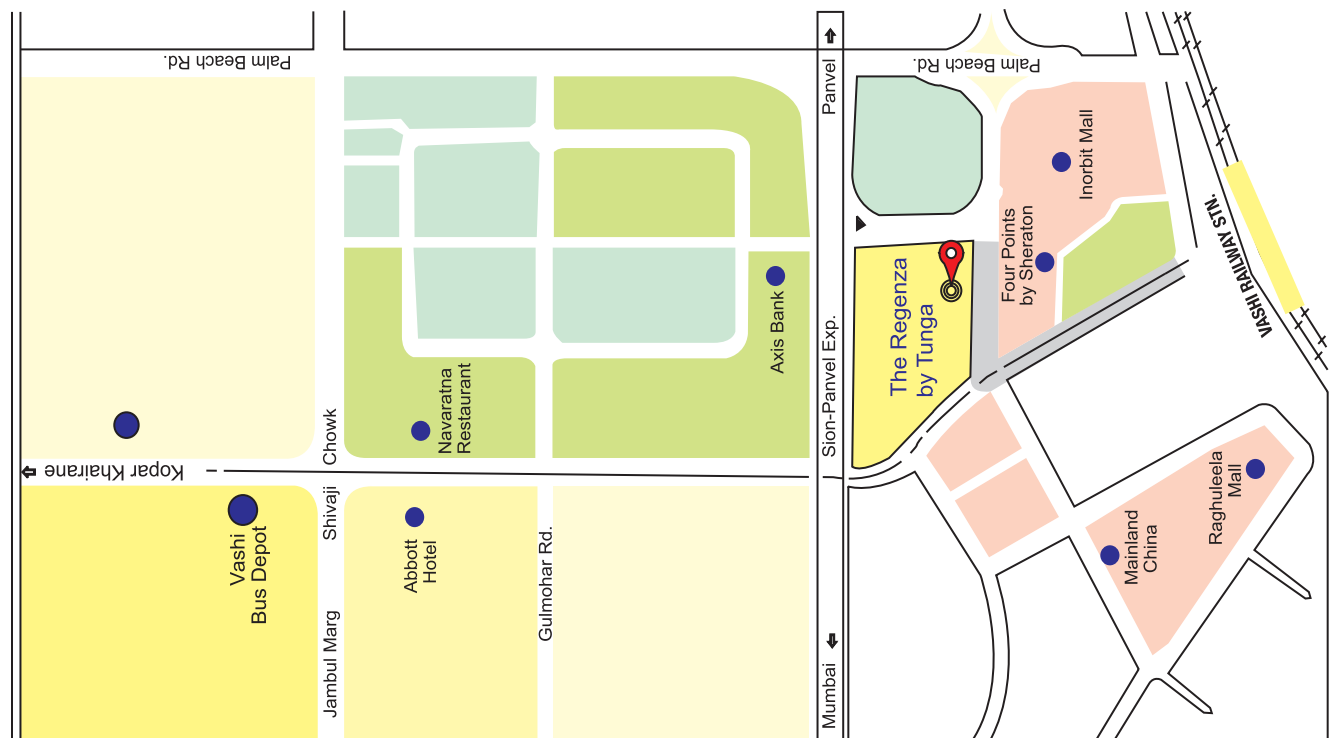 Palm Beach Rd.
Palm Beach Rd.
Panvel
Inorbit Mall
Four Points
by Sheraton
VASHI RAILWAY STN.
The Regenza
by Tunga
Axis Bank
Sion-Panvel Exp.
Navaratna
Restaurant
Chowk
Kopar Khairane
Shivaji
Vashi
Bus Depot
Abbott
Hotel
Gulmohar Rd.
Jambul Marg
Mumbai
Raghuleela
Mall
Mainland
China